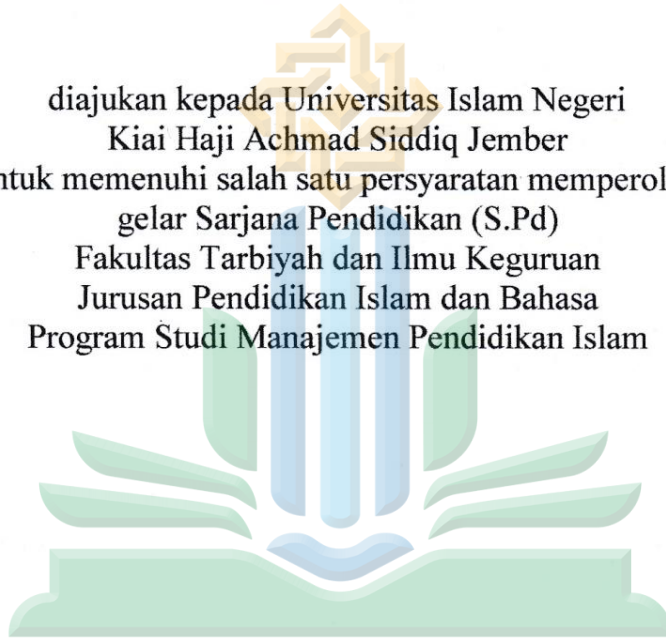 diajukan kepada Universitas Islam Negeri
Kiai Haji Achmad Siddiq Jember
ntuk memenuhi salah satu persyaratan memperol
gelar Sarjana Pendidikan (S.Pd)
Fakultas Tarbiyah dan Ilmu Keguruan
Jurusan Pendidikan Islam dan Bahasa
Program Studi Manajemen Pendidikan Islam